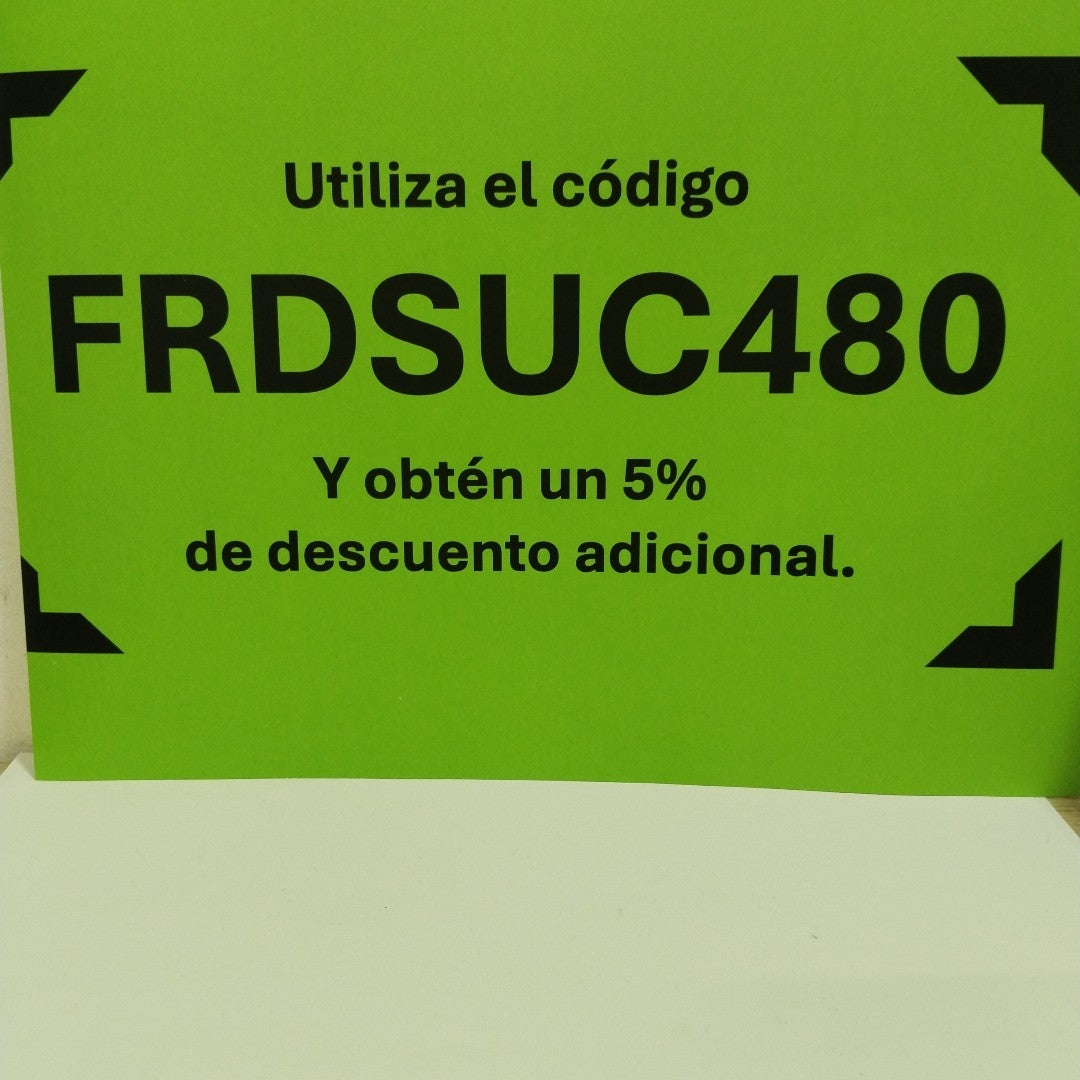 Utiliza el código
FRDSUC480
Y obtén un 5%
de descuento adicional.